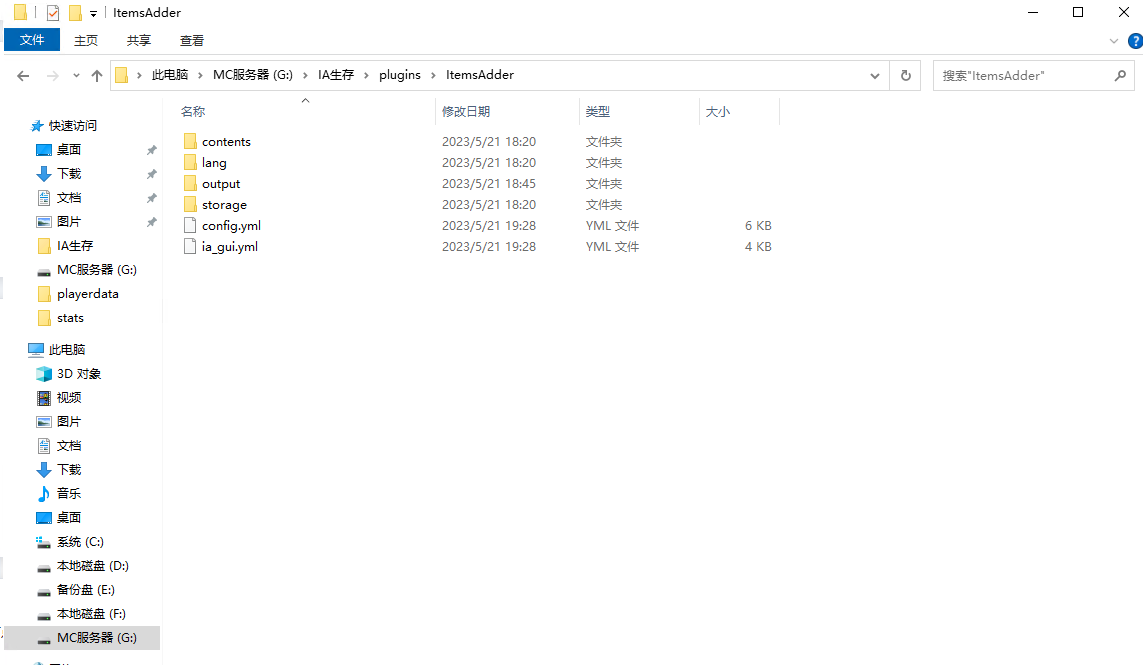 ItemsAdder
文件 主页 共享 查看
此电脑 MC服务器 (G:) IA生存 plugins ItemsAdder 搜索"ItemsAdder"
名称 修改日期 类型 大小
contents 2023/5/21 18:20 文件夹
lang 2023/5/21 18:20 文件夹
output 2023/5/21 18:45 文件夹
storage 2023/5/21 18:20 文件夹
config.yml 2023/5/21 19:28 YML 文件 6 KB
ia_gui.yml 2023/5/21 19:28 YML 文件 4 KB
快速访问
桌面
下载
文档
图片
IA生存
MC服务器 (G:)
playerdata
stats
此电脑
3D 对象
视频
图片
文档
下载
音乐
桌面
系统 (C:)
本地磁盘 (D:)
备份盘 (E:)
本地磁盘 (F:)
MC服务器 (G:)